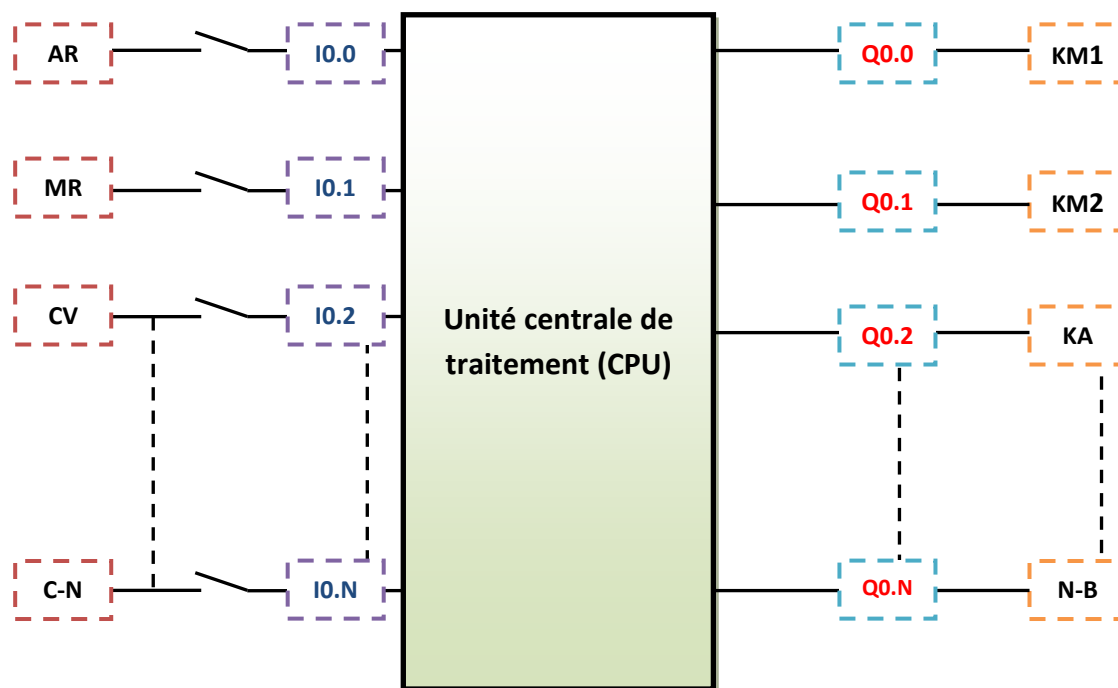 AR
I0.0
Q0.0
KM1
MR
I0.1
Q0.1
KM2
CV
I0.2
Unité centrale de
traitement (CPU)
Q0.2
KA
C-N
I0.N
Q0.N
N-B